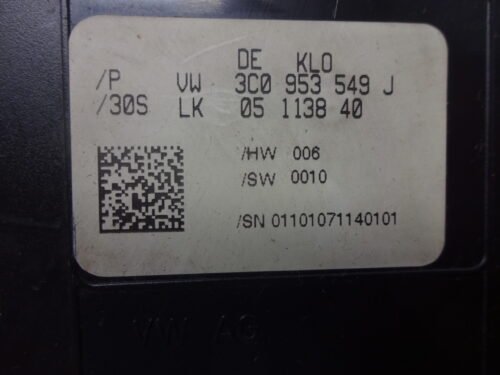 DE KLO
/P VW 3C0 953 549 J
/30S LK 05 1138 40
/HW 006
/SW 0010
/SN 01101071140101
VW AG